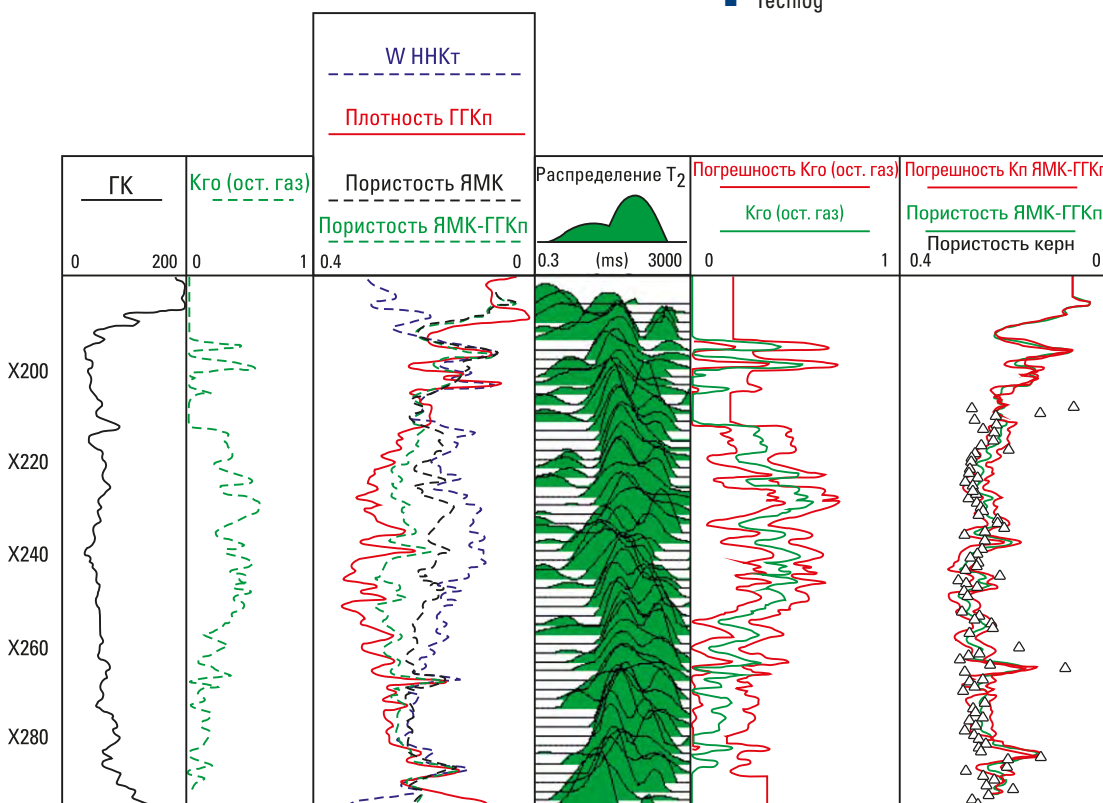 Techlog
W ННКт
Плотность ГГКп
ГК
Кго (ост. газ)
Пористость ЯМК
Пористость ЯМК-ГГКп
Распределение T2
Погрешность Кго (ост. газ)
Кго (ост. газ)
Погрешность Кп ЯМК-ГГКп
Пористость ЯМК-ГГКп
Пористость керн
0 200
0 1
0.4 0
0.3 (ms) 3000
0 1
0.4 0
X200
X220
X240
X260
X280